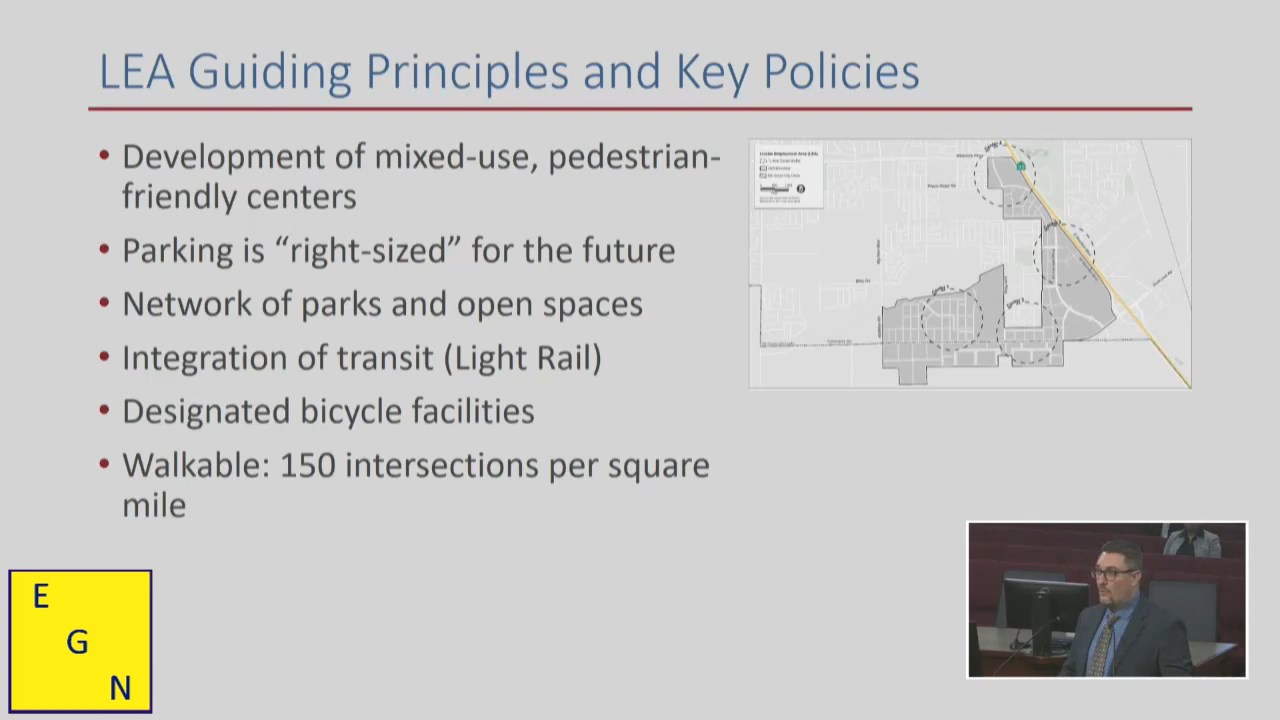 LEA Guiding Principles and Key Policies
• Development of mixed-use, pedestrian-
friendly centers
• Parking is “right-sized” for the future
• Network of parks and open spaces
• Integration of transit (Light Rail)
• Designated bicycle facilities
• Walkable: 150 intersections per square
mile
E
G
N